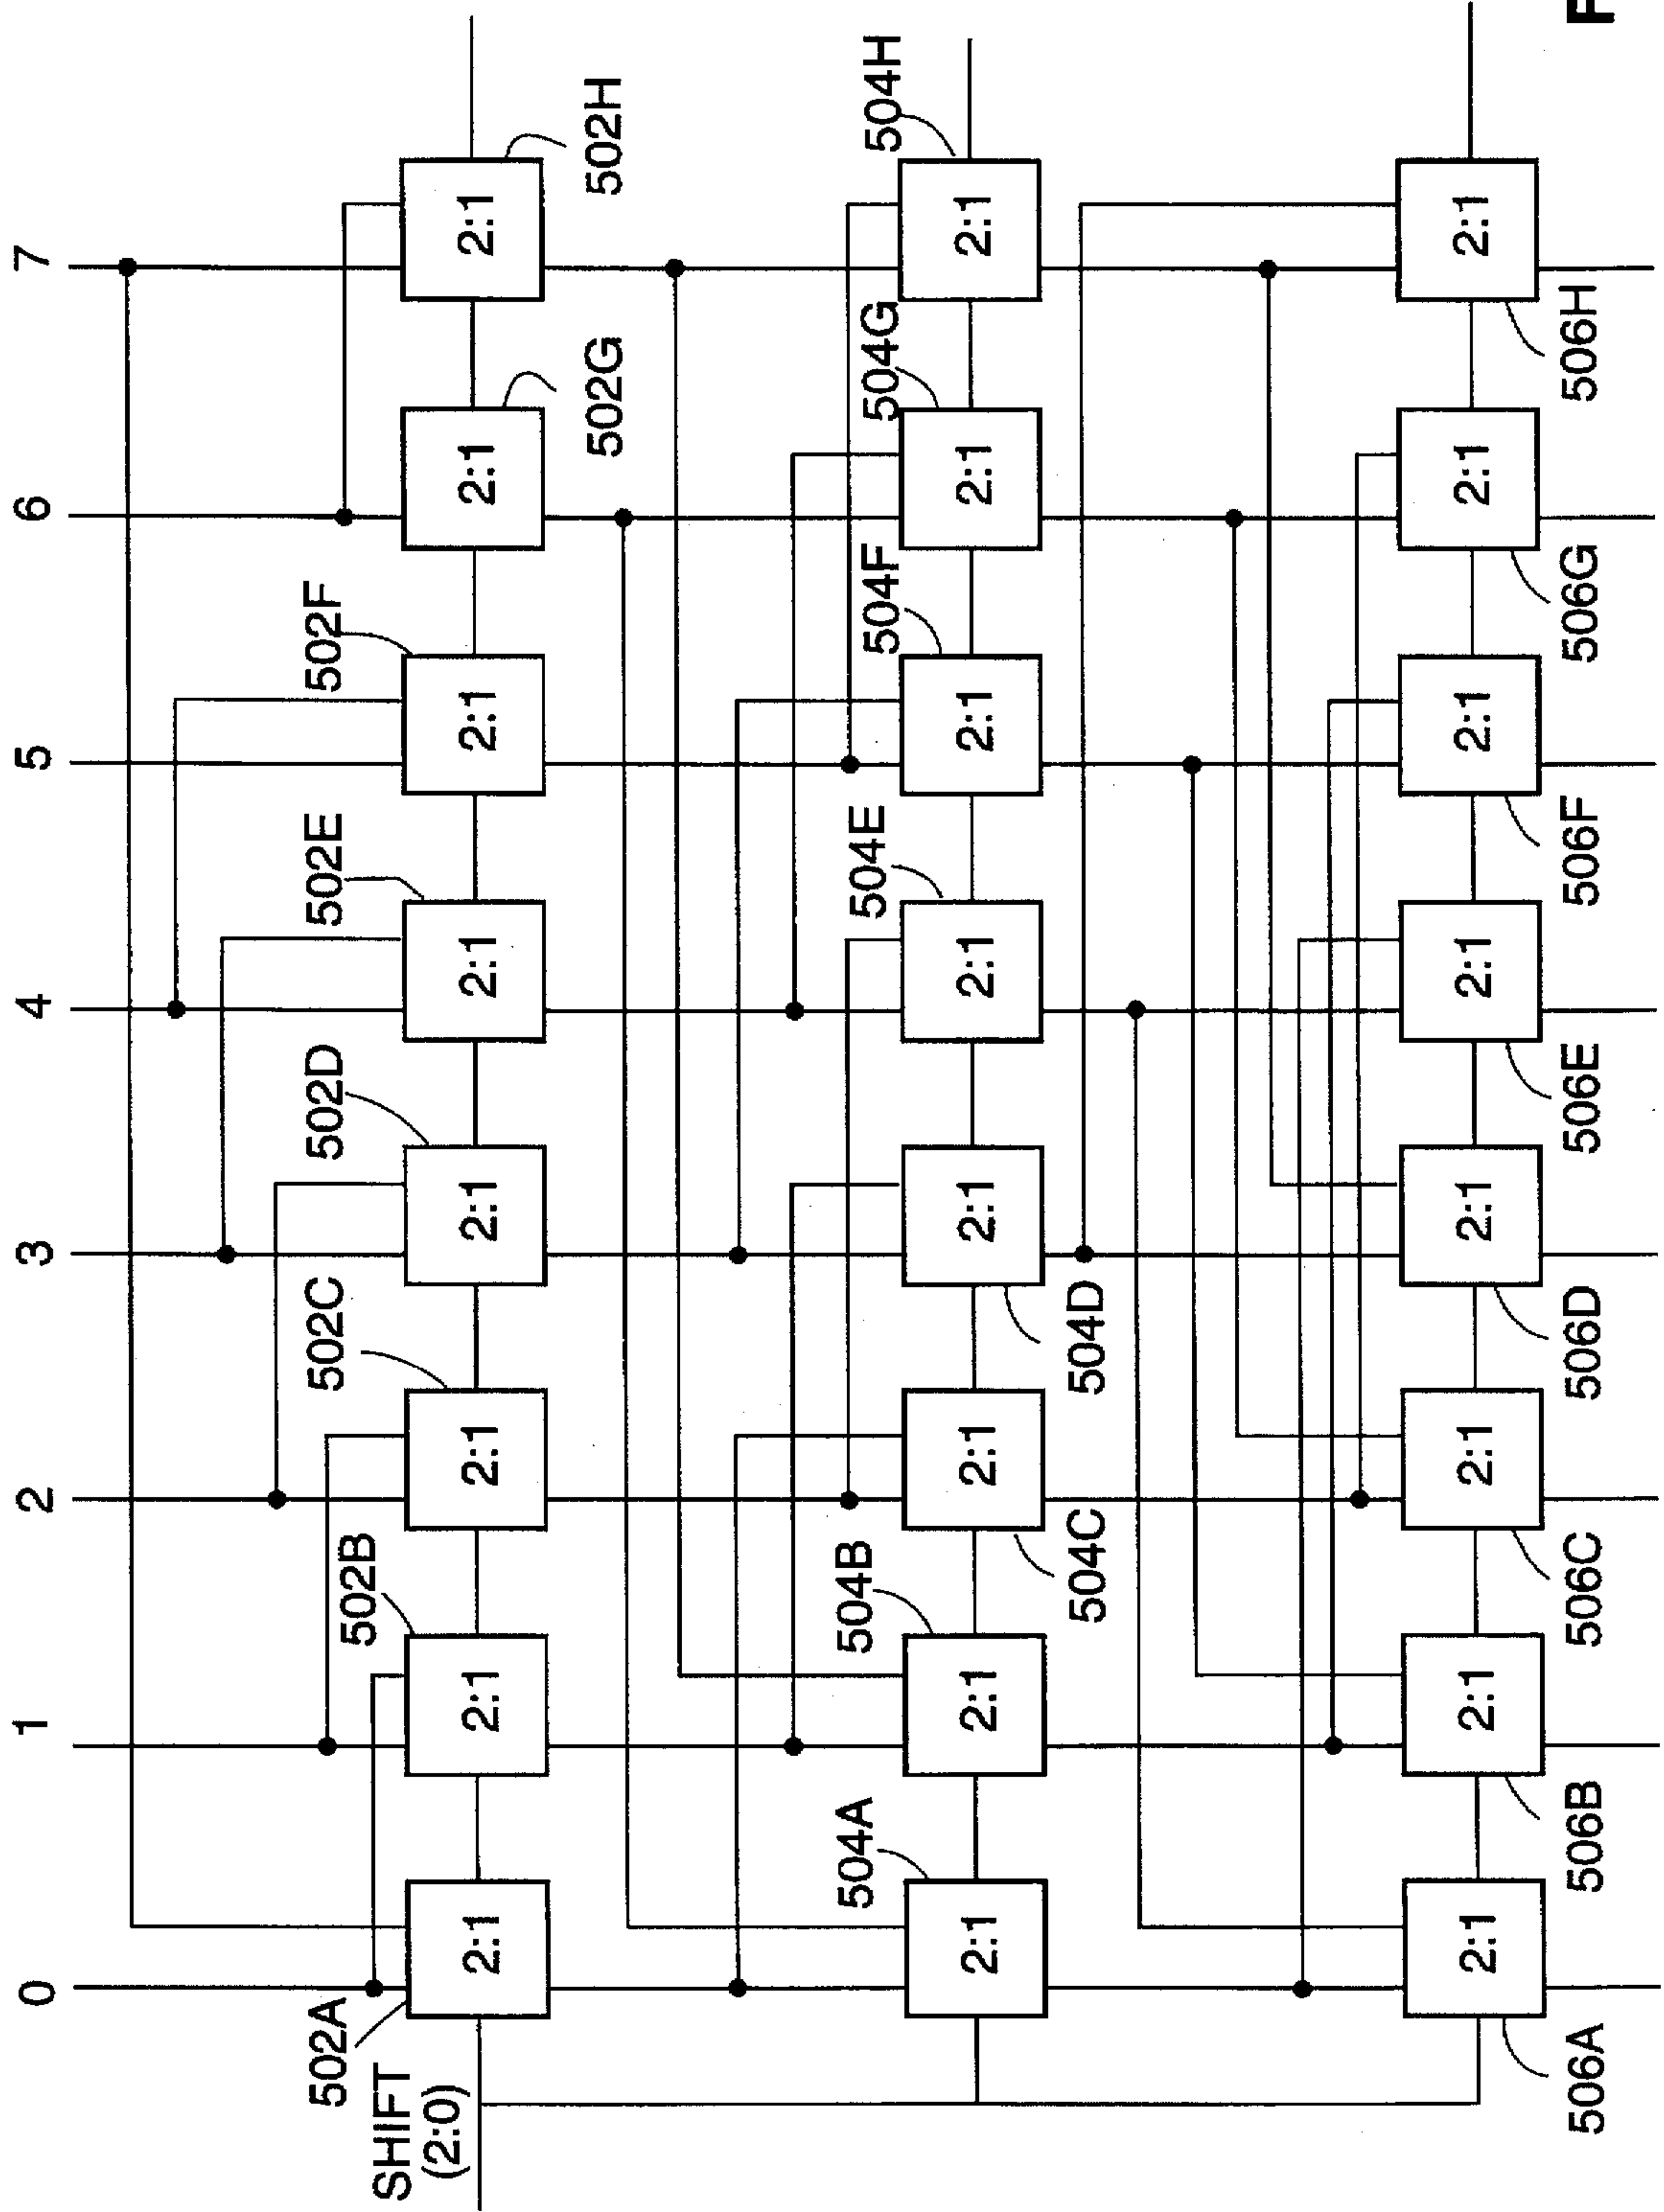 0 1 2 3 4 5 6 7
502A 502B 502C 502D 502E 502F
2:1 2:1 2:1 2:1 2:1 2:1 2:1 2:1
SHIFT
(2:0)
502G 502H
504A 504B 504E 504F 504G 504H
2:1 2:1 2:1 2:1 2:1 2:1 2:1 2:1
504C 504D
2:1 2:1 2:1 2:1 2:1 2:1 2:1 2:1
506A 506B 506C 506D 506E 506F 506G 506H
F